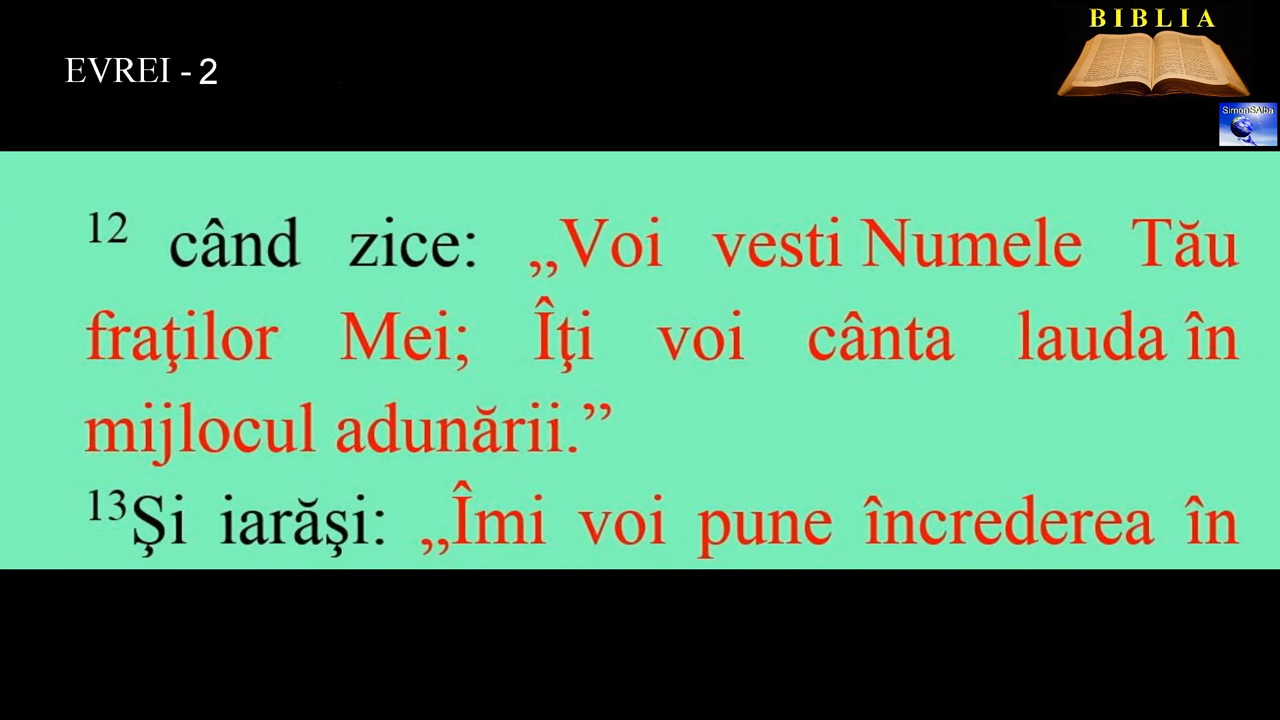 BIBLIA
EVREI - 2
SimonSAlba
12 când zice: „Voi vesti Numele Tău
fraţilor Mei; Îţi voi cânta lauda în
mijlocul adunării.”
13Şi iarăşi: „Îmi voi pune încrederea în